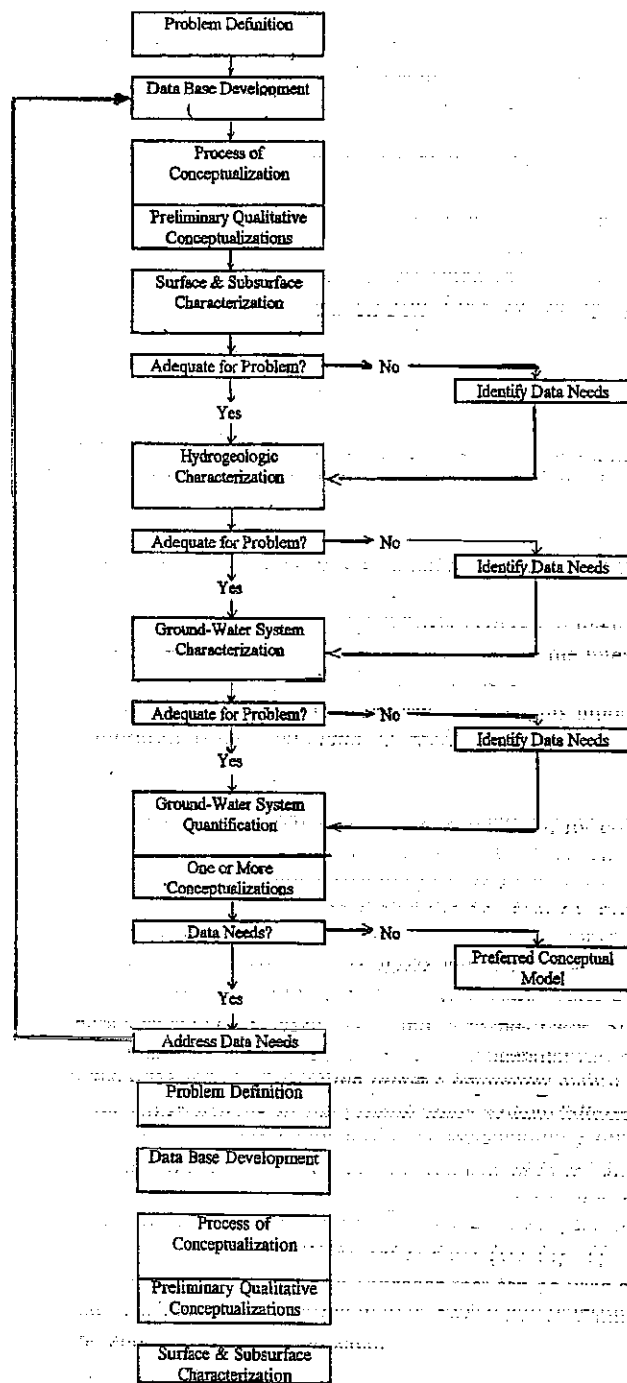 Problem Definition
Data Base Development
(
Process of
Conceptualization
Preliminary Qualitative
Conceptualizations
Surface & Subsurface
Characterization
Adequate for Problem?
No
Identify Data Needs
Yes
Hydrogeologic
Characterization
Adequate for Problem?
No
Identify Data Needs
Yes
Ground-Water System
Characterization
Adequate for Problem?
No
Identify Data Needs
Yes
Ground-Water System
Quantification
One or More
Conceptualizations
Data Needs?
No
Preferred Conceptual
Model
Yes
Address Data Needs
Problem Definition
Data Base Development
Process of
Conceptualization
Preliminary Qualitative
Conceptualizations
Surface & Subsurface
Characterization